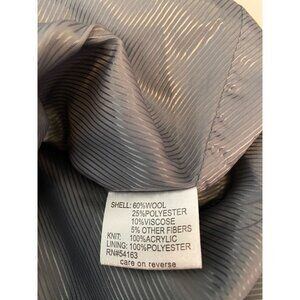 SHELL: 60%WOOL
25%POLYESTER
10%VISCOSE
5% OTHER FIBERS
KNIT: 100%ACRYLIC
LINING: 100%POLYESTER
RN#54163
care on reverse